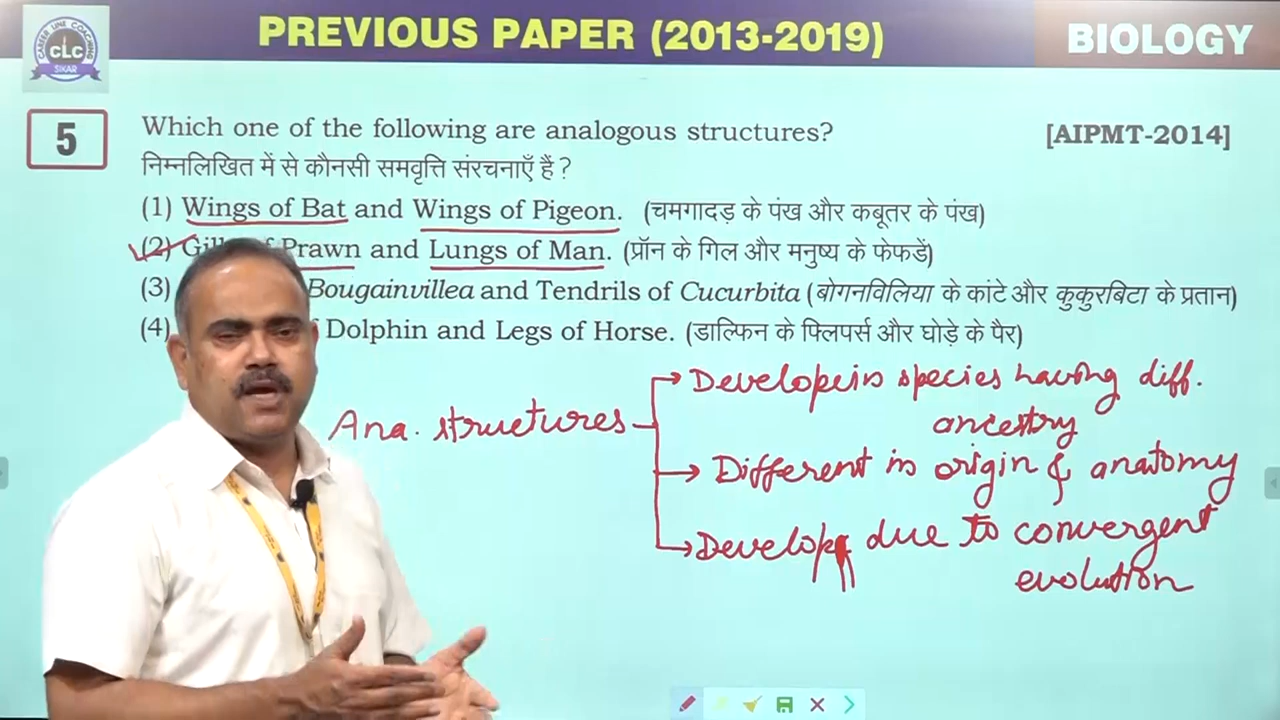 PREVIOUS PAPER (2013-2019)
BIOLOGY
CAREER LINE COACHING
CLC
SIKAR
5
Which one of the following are analogous structures? [AIPMT-2014]
निम्नलिखित में से कौनसी समवृत्ति संरचनाएँ हैं ?
(1) Wings of Bat and Wings of Pigeon. (चमगादड़ के पंख और कबूतर के पंख)
(2) Prawn and Lungs of Man. (प्रॉन के गिल और मनुष्य के फेफडें)
(3) Bougainvillea and Tendrils of Cucurbita (बोगनविलिया के कांटे और कुकुरबिटा के प्रतान)
(4) Dolphin and Legs of Horse. (डाल्फिन के फ्लिपर्स और घोड़े के पैर)
Ana. structures
Develope in species having diff.
ancestry
Different in origin & anatomy
Develop due to convergent
evolution